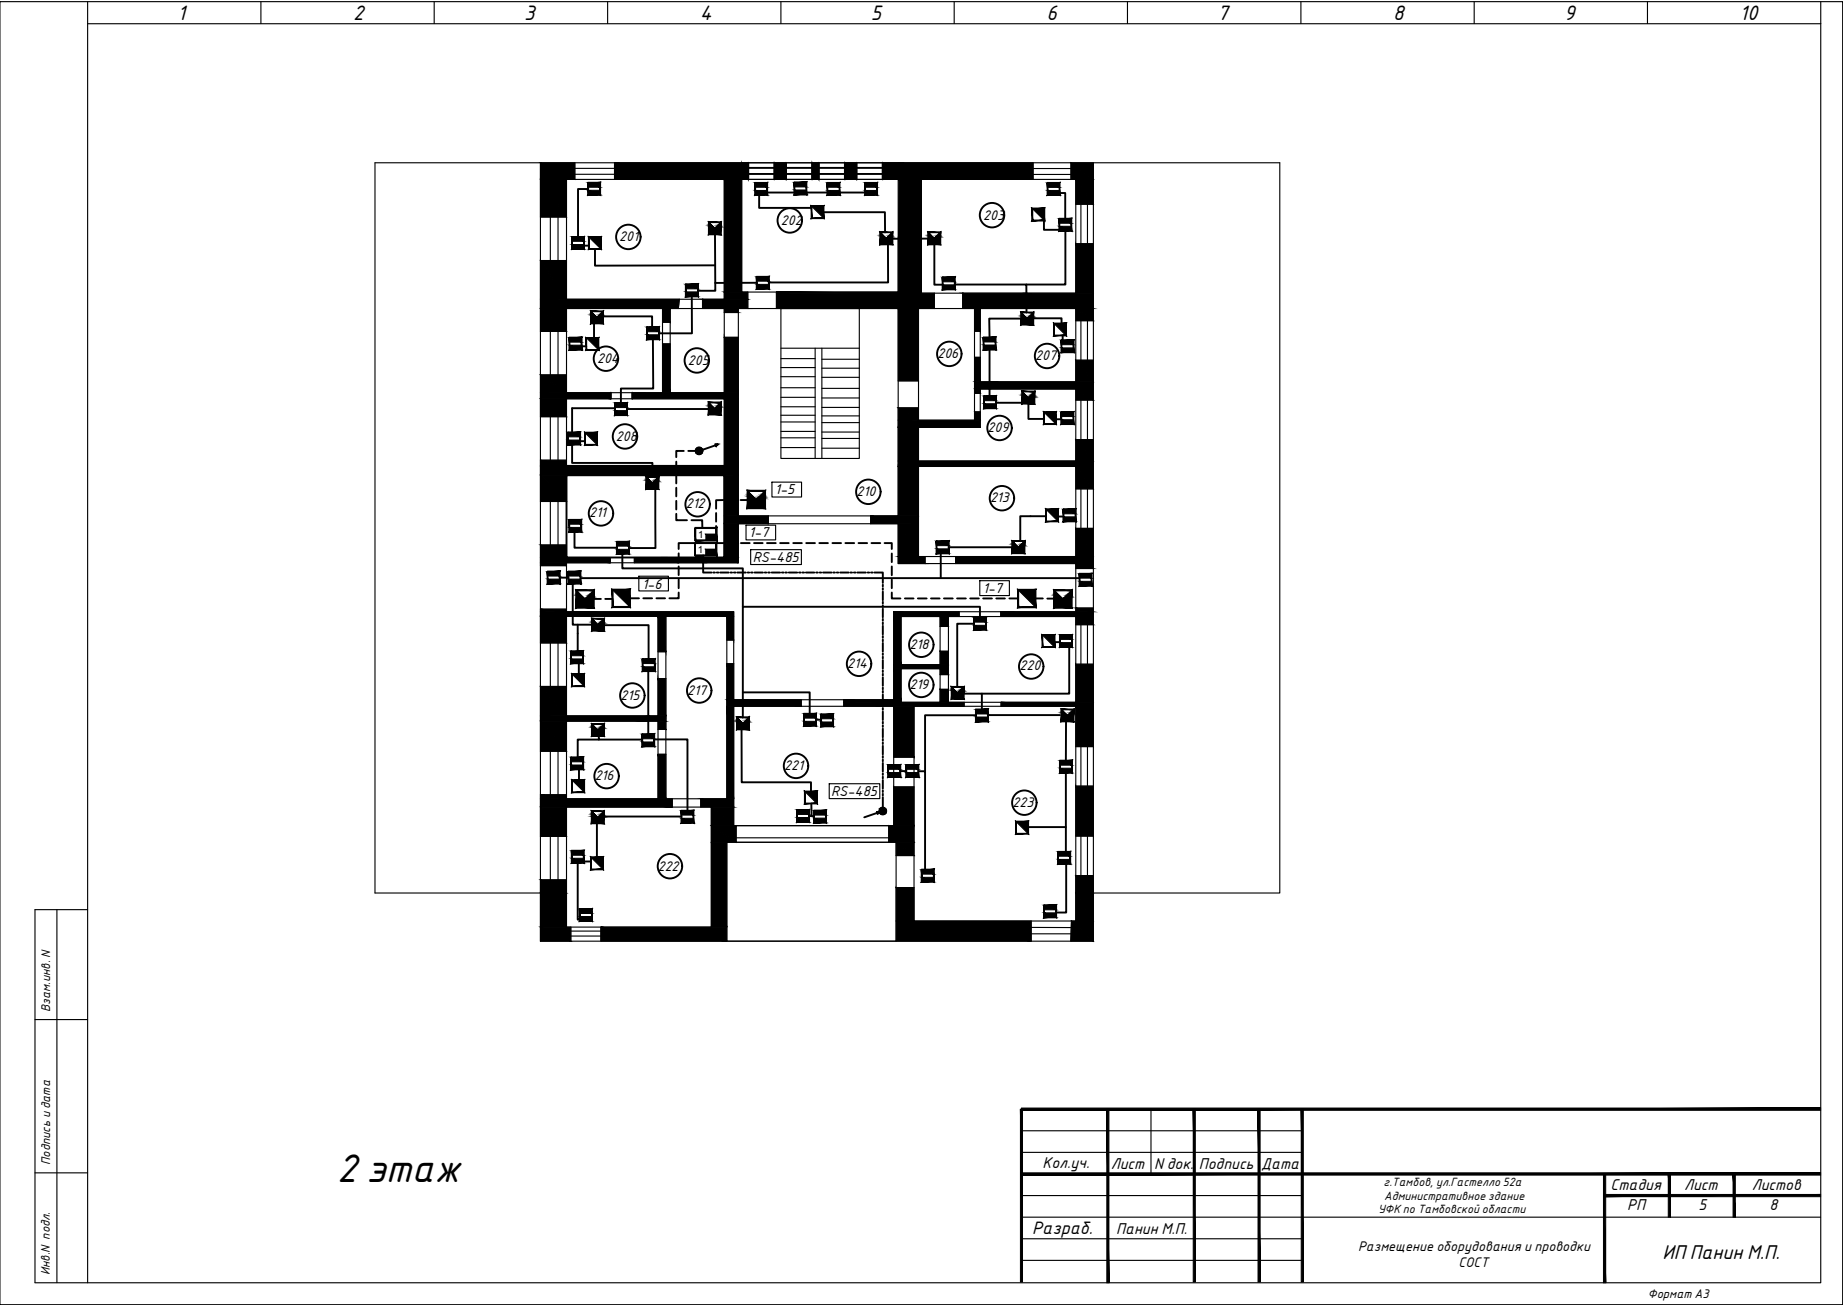 1 2 3 4 5 6 7 8 9 10
201
202
203
204
205
206
207
208
209
1-5
210
211
212
213
1
1
1-7
RS-485
1-6
1-7
214
215
216
217
218
219
220
221
RS-485
222
223
2 этаж
Взам.инв. N
Подпись и дата
Инв.N подл.
Кол.уч. Лист N док. Подпись Дата
г.Тамбов, ул.Гастелло 52а
Административное здание
УФК по Тамбовской области
Стадия Лист Листов
РП 5 8
Разраб. Панин М.П.
Размещение оборудования и проводки
СОСТ
ИП Панин М.П.
Формат А3